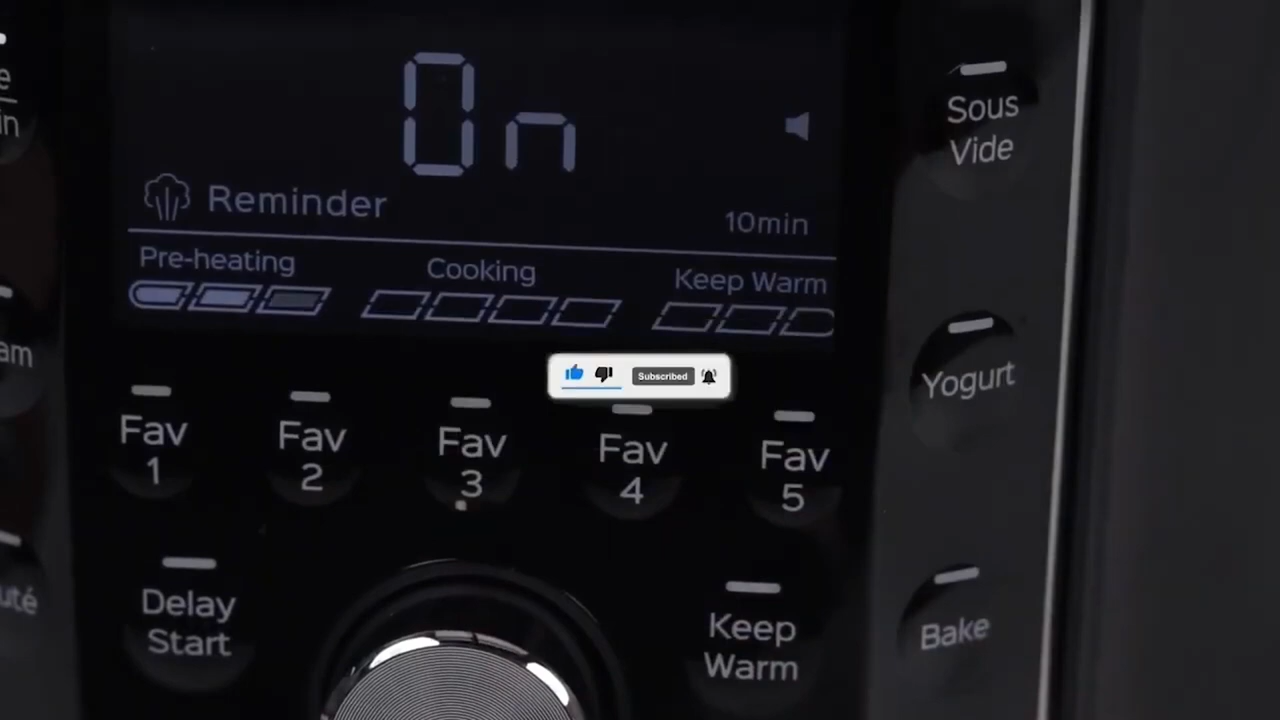 On
Reminder
10min
Pre-heating
Cooking
Keep Warm
Subscribed
Fav
1
Fav
2
Fav
3
Fav
4
Fav
5
Delay
Start
Keep
Warm
Sous
Vide
Yogurt
Bake